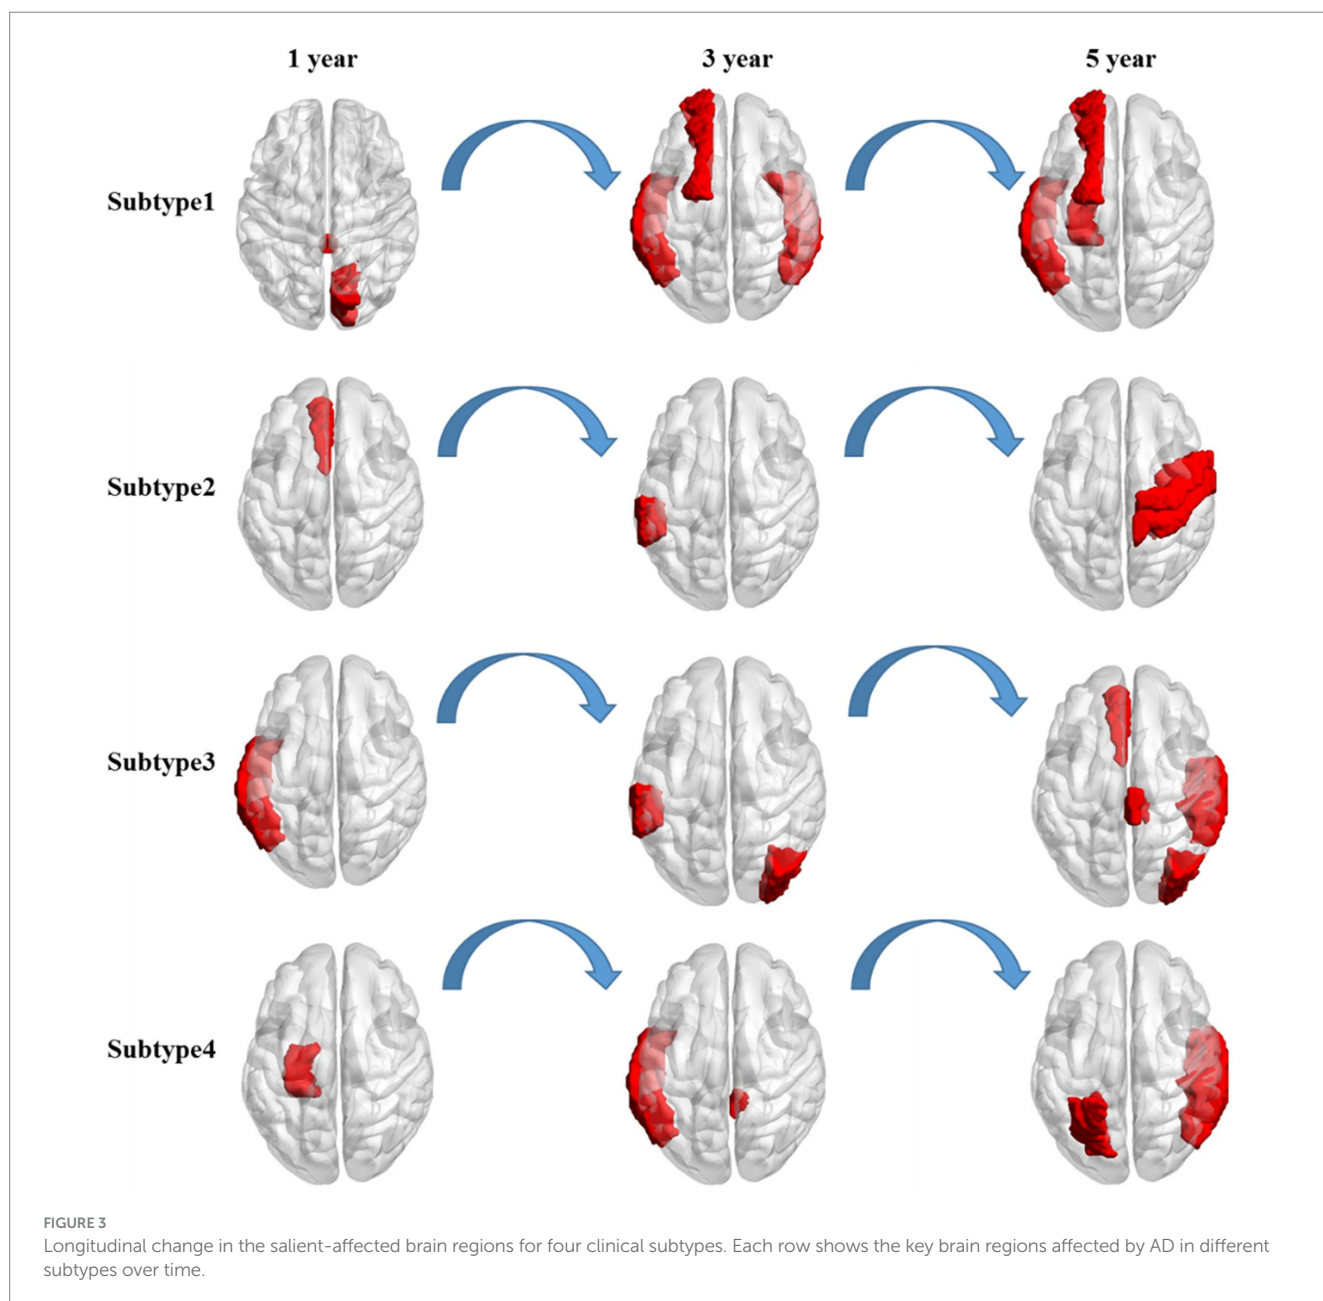 1 year
3 year
5 year
Subtype1
Subtype2
Subtype3
Subtype4
FIGURE 3
Longitudinal change in the salient-affected brain regions for four clinical subtypes. Each row shows the key brain regions affected by AD in different
subtypes over time.